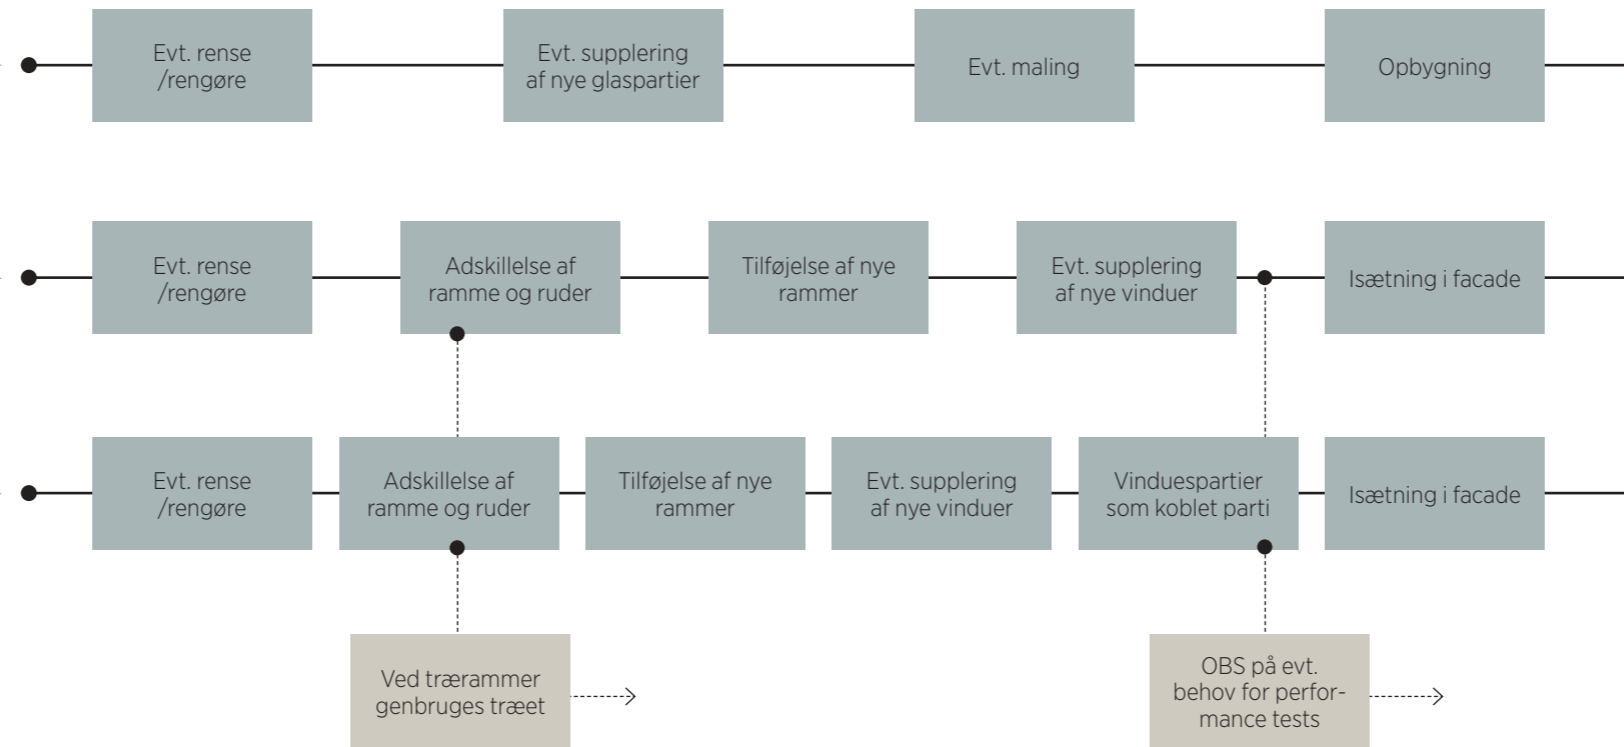 Evt. rense
/rengøre
Evt. supplering
af nye glaspartier
Evt. maling
Opbygning
Evt. rense
/rengøre
Adskillelse af
ramme og ruder
Tilføjelse af nye
rammer
Evt. supplering
af nye vinduer
Isætning i facade
Evt. rense
/rengøre
Adskillelse af
ramme og ruder
Tilføjelse af nye
rammer
Evt. supplering
af nye vinduer
Vinduespartier
som koblet parti
Isætning i facade
Ved trærammer
genbruges træet
OBS på evt.
behov for perfor-
mance tests